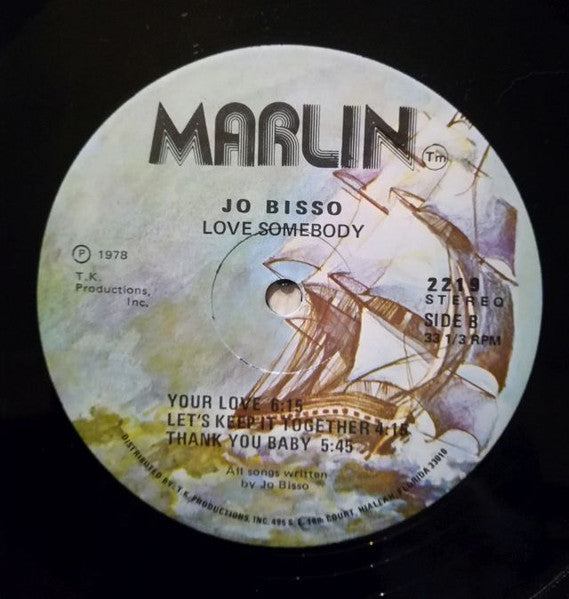 MARLIN
Tm
JO BISSO
LOVE SOMEBODY
℗ 1978
T.K.
Productions,
Inc.
2219
STEREO
SIDE B
33 1/3 RPM
YOUR LOVE 6:15
LET'S KEEP IT TOGETHER 4:18
THANK YOU BABY 5:45
All songs written
by Jo Bisso
DISTRIBUTED BY: T.K. PRODUCTIONS, INC. 495 S.E. 10th COURT, HIALEAH, FLORIDA 33010